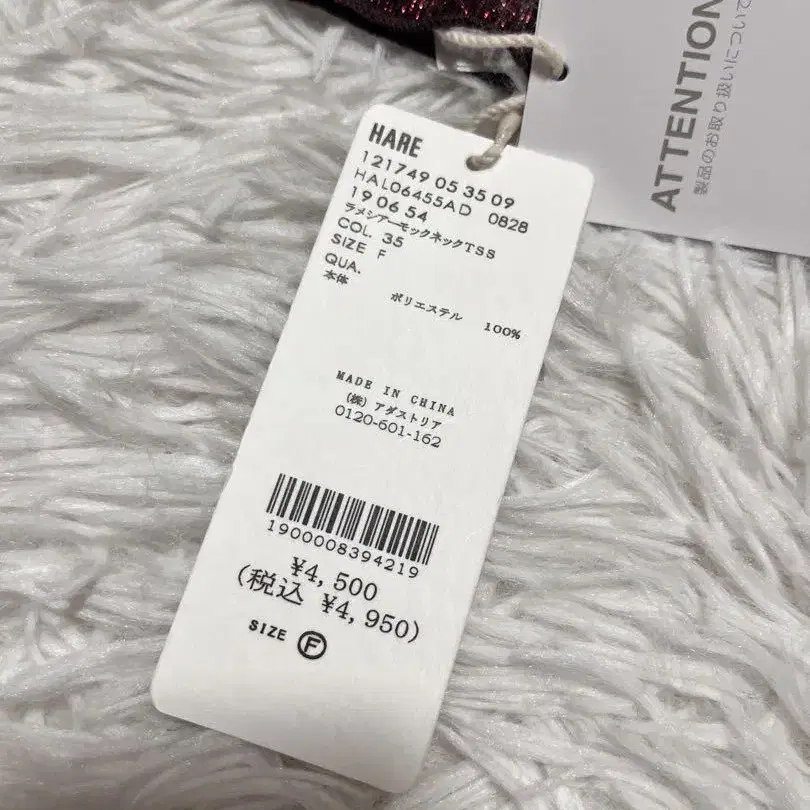 HARE
121749 05 35 09
HAL06455AD 0828
19 06 54
ラメシアーモックネックTSS
COL. 35
SIZE F
QUA.
本体
ポリエステル 100%
MADE IN CHINA
(株) アダストリア
0120-601-162
1900008394219
¥4, 500
(税込 ¥4, 950)
SIZE F
ATTENTION
製品のお取り扱いについて